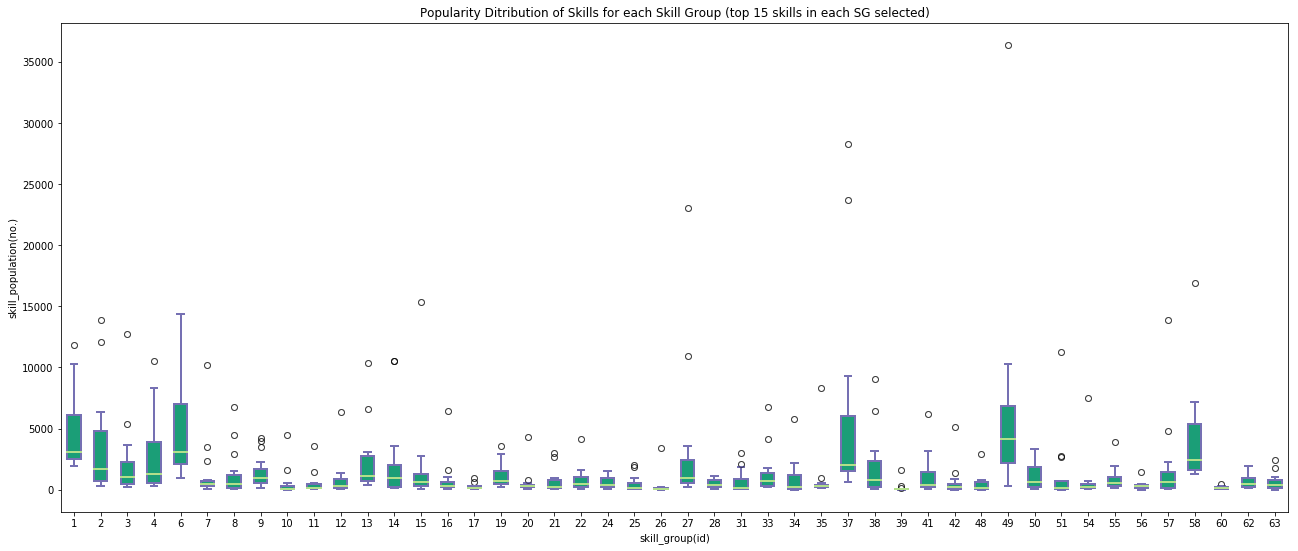 Popularity Ditribution of Skills for each Skill Group (top 15 skills in each SG selected)
skill_population(no.)
35000
30000
25000
20000
15000
10000
5000
0
1 2 3 4 6 7 8 9 10 11 12 13 14 15 16 17 19 20 21 22 24 25 26 27 28 31 33 34 35 37 38 39 41 42 48 49 50 51 54 55 56 57 58 60 62 63
skill_group(id)